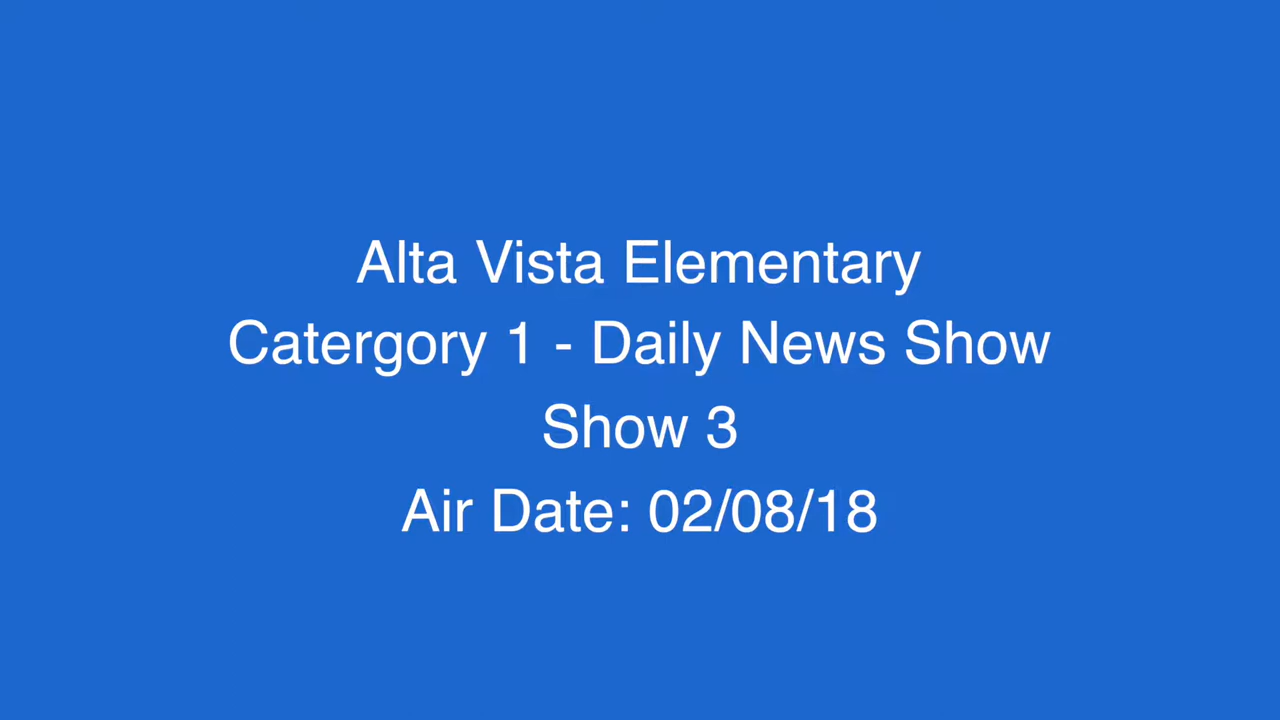 Alta Vista Elementary
Catergory 1 - Daily News Show
Show 3
Air Date: 02/08/18